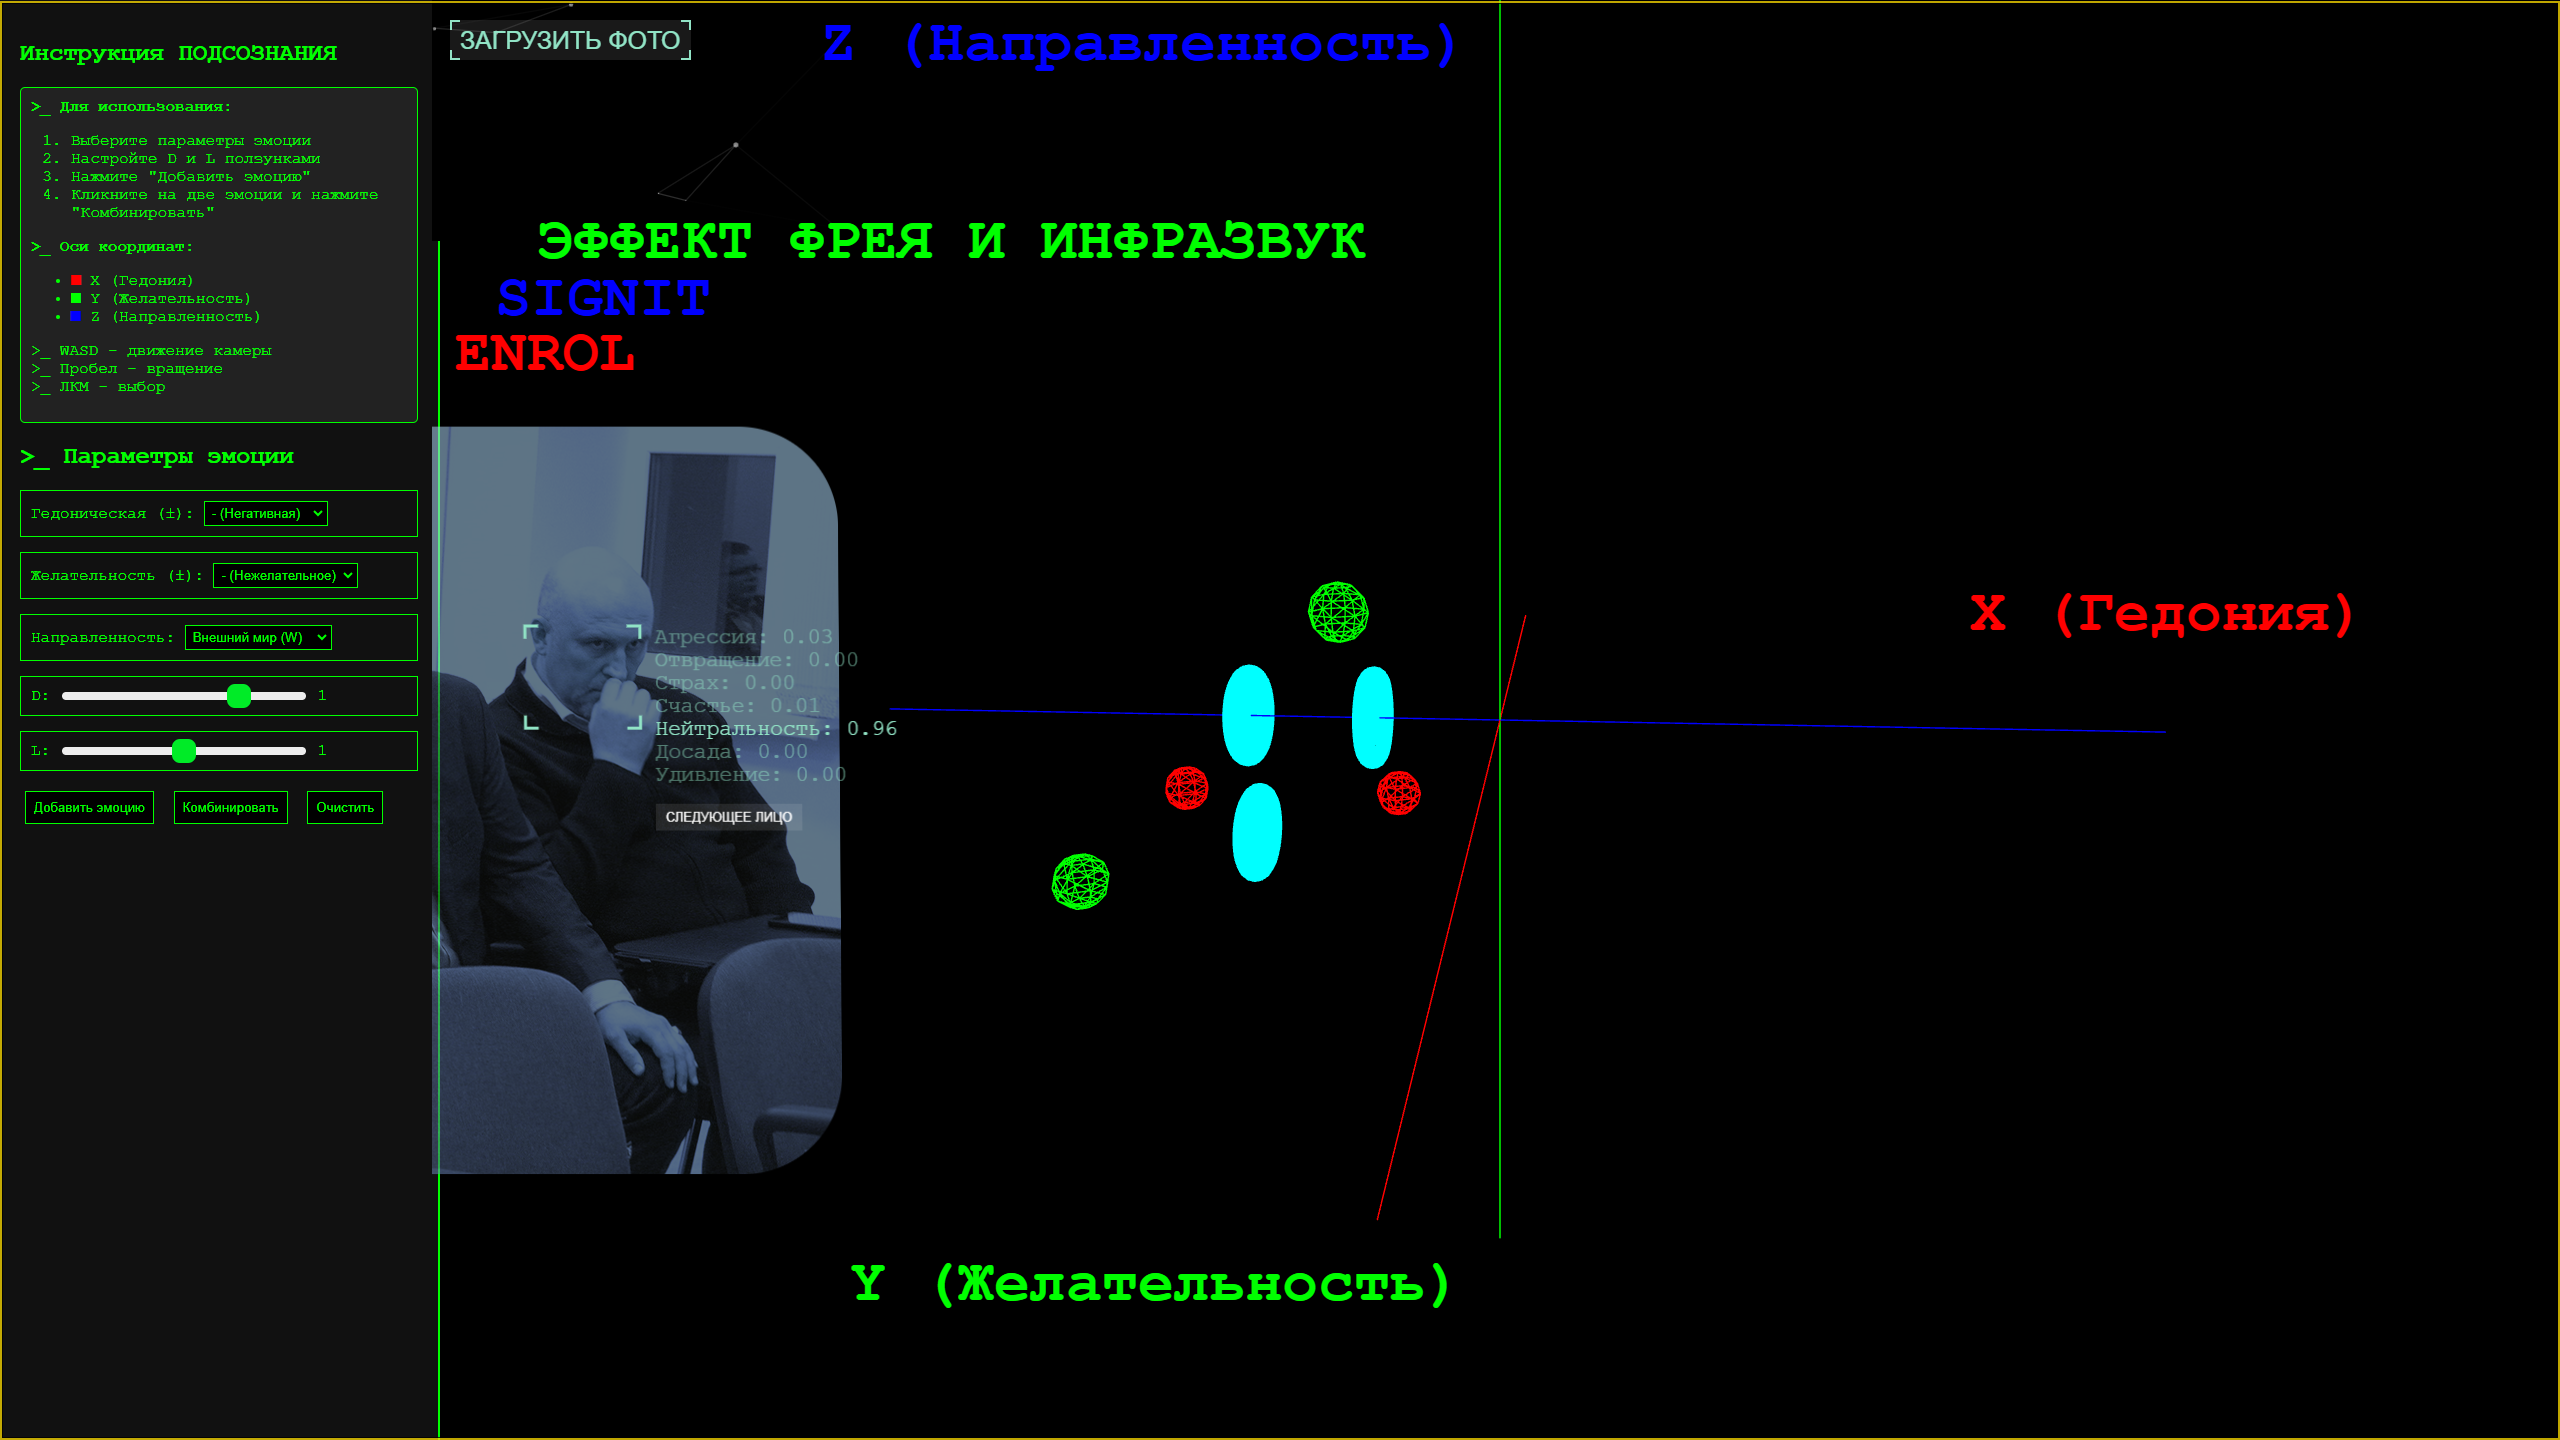 Инструкция ПОДСОЗНАНИЯ
>_ Для использования:
1. Выберите параметры эмоции
2. Настройте D и L ползунками
3. Нажмите "Добавить эмоцию"
4. Кликните на две эмоции и нажмите
"Комбинировать"
>_ Оси координат:
• X (Гедония)
• Y (Желательность)
• Z (Направленность)
>_ WASD - движение камеры
>_ Пробел - вращение
>_ ЛКМ - выбор
>_ Параметры эмоции
Гедоническая (±): - (Негативная)
Желательность (±): - (Нежелательное)
Направленность: Внешний мир (W)
D: 1
L: 1
Добавить эмоцию Комбинировать Очистить
ЗАГРУЗИТЬ ФОТО
Z (Направленность)
ЭФФЕКТ ФРЕЯ И ИНФРАЗВУК
SIGNIT
ENROL
Агрессия: 0.03
Отвращение: 0.00
Страх: 0.00
Счастье: 0.01
Нейтральность: 0.96
Досада: 0.00
Удивление: 0.00
СЛЕДУЮЩЕЕ ЛИЦО
X (Гедония)
Y (Желательность)